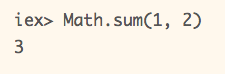 iex> Math.sum(1, 2)
3